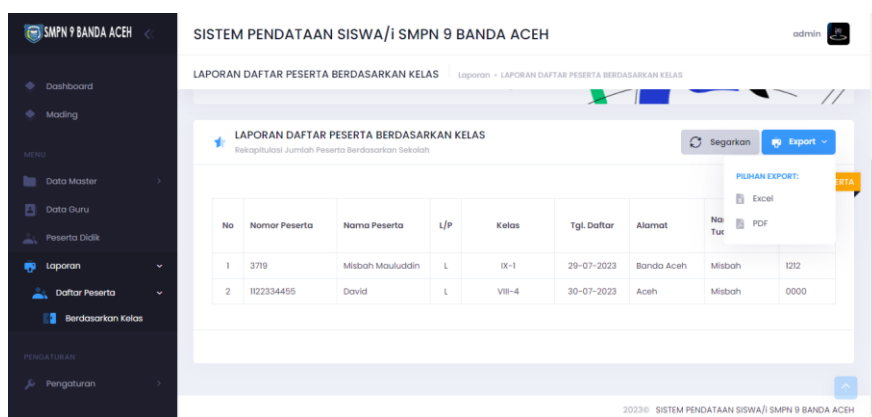 SMPN 9 BANDA ACEH
SISTEM PENDATAAN SISWA/i SMPN 9 BANDA ACEH
admin
LAPORAN DAFTAR PESERTA BERDASARKAN KELAS
Laporan • LAPORAN DAFTAR PESERTA BERDASARKAN KELAS
Dashboard
Mading
MENU
Data Master
Data Guru
Peserta Didik
Laporan
Daftar Peserta
Berdasarkan Kelas
PENGATURAN
Pengaturan
LAPORAN DAFTAR PESERTA BERDASARKAN KELAS
Rekapitulasi Jumlah Peserta Berdasarkan Sekolah
Segarkan
Export
PILIHAN EXPORT:
Excel
PDF
No Nomor Peserta Nama Peserta L/P Kelas Tgl. Daftar Alamat
1 3719 Misbah Mauluddin L IX-1 29-07-2023 Banda Aceh Misbah 1212
2 1122334455 David L VIII-4 30-07-2023 Aceh Misbah 0000
2023© SISTEM PENDATAAN SISWA/i SMPN 9 BANDA ACEH